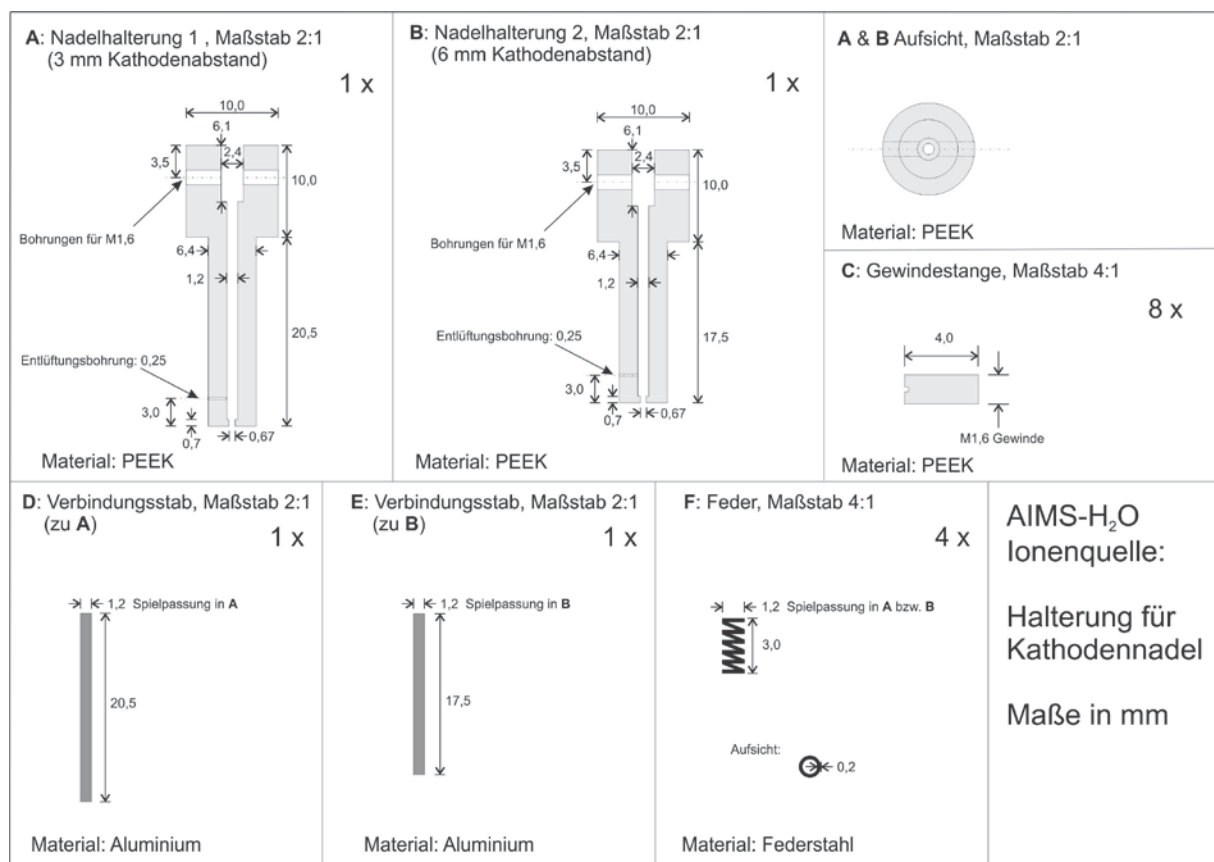 A: Nadelhalterung 1 , Maßstab 2:1
(3 mm Kathodenabstand)
1 x
10,0
6,1
2,4
3,5
10,0
Bohrungen für M1,6
6,4
1,2
20,5
Entlüftungsbohrung: 0,25
3,0
0,7
0,67
Material: PEEK
B: Nadelhalterung 2, Maßstab 2:1
(6 mm Kathodenabstand)
1 x
10,0
6,1
2,4
3,5
10,0
Bohrungen für M1,6
6,4
1,2
17,5
Entlüftungsbohrung: 0,25
3,0
0,7
0,67
Material: PEEK
A & B Aufsicht, Maßstab 2:1
Material: PEEK
C: Gewindestange, Maßstab 4:1
8 x
4,0
M1,6 Gewinde
Material: PEEK
D: Verbindungsstab, Maßstab 2:1
(zu A)
1 x
1,2 Spielpassung in A
20,5
Material: Aluminium
E: Verbindungsstab, Maßstab 2:1
(zu B)
1 x
1,2 Spielpassung in B
17,5
Material: Aluminium
F: Feder, Maßstab 4:1
4 x
1,2 Spielpassung in A bzw. B
3,0
Aufsicht:
0,2
Material: Federstahl
AIMS-H₂O
Ionenquelle:
Halterung für
Kathodennadel
Maße in mm